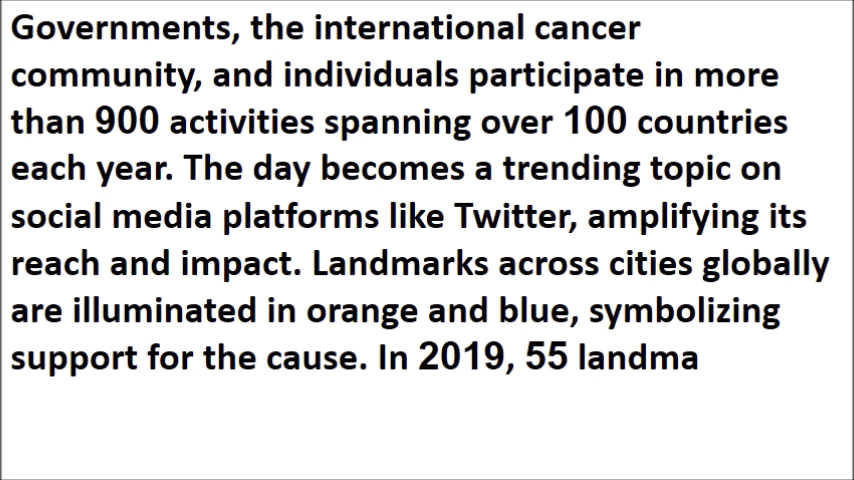 Governments, the international cancer
community, and individuals participate in more
than 900 activities spanning over 100 countries
each year. The day becomes a trending topic on
social media platforms like Twitter, amplifying its
reach and impact. Landmarks across cities globally
are illuminated in orange and blue, symbolizing
support for the cause. In 2019, 55 landma